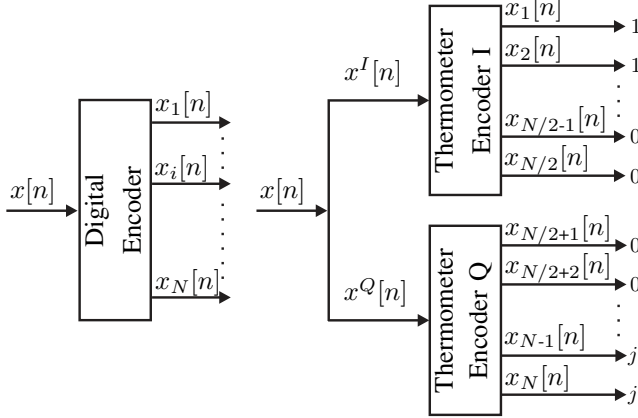 x[n]
Digital
Encoder
x_1[n]
x_i[n]
x_N[n]
x[n]
x^I[n]
x^Q[n]
Thermometer
Encoder I
x_1[n] 1
x_2[n] 1
x_{N/2-1}[n] 0
x_{N/2}[n] 0
Thermometer
Encoder Q
x_{N/2+1}[n] 0
x_{N/2+2}[n] 0
x_{N-1}[n] j
x_N[n] j